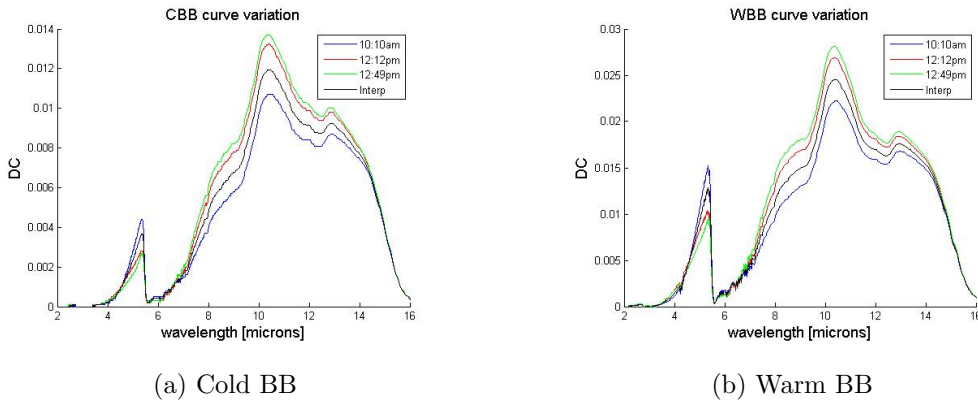 CBB curve variation
0.014
0.012
0.01
0.008
0.006
0.004
0.002
0
DC
2 4 6 8 10 12 14 16
wavelength [microns]
10:10am
12:12pm
12:49pm
Interp
(a) Cold BB
WBB curve variation
0.03
0.025
0.02
0.015
0.01
0.005
0
DC
2 4 6 8 10 12 14 16
wavelength [microns]
10:10am
12:12pm
12:49pm
Interp
(b) Warm BB